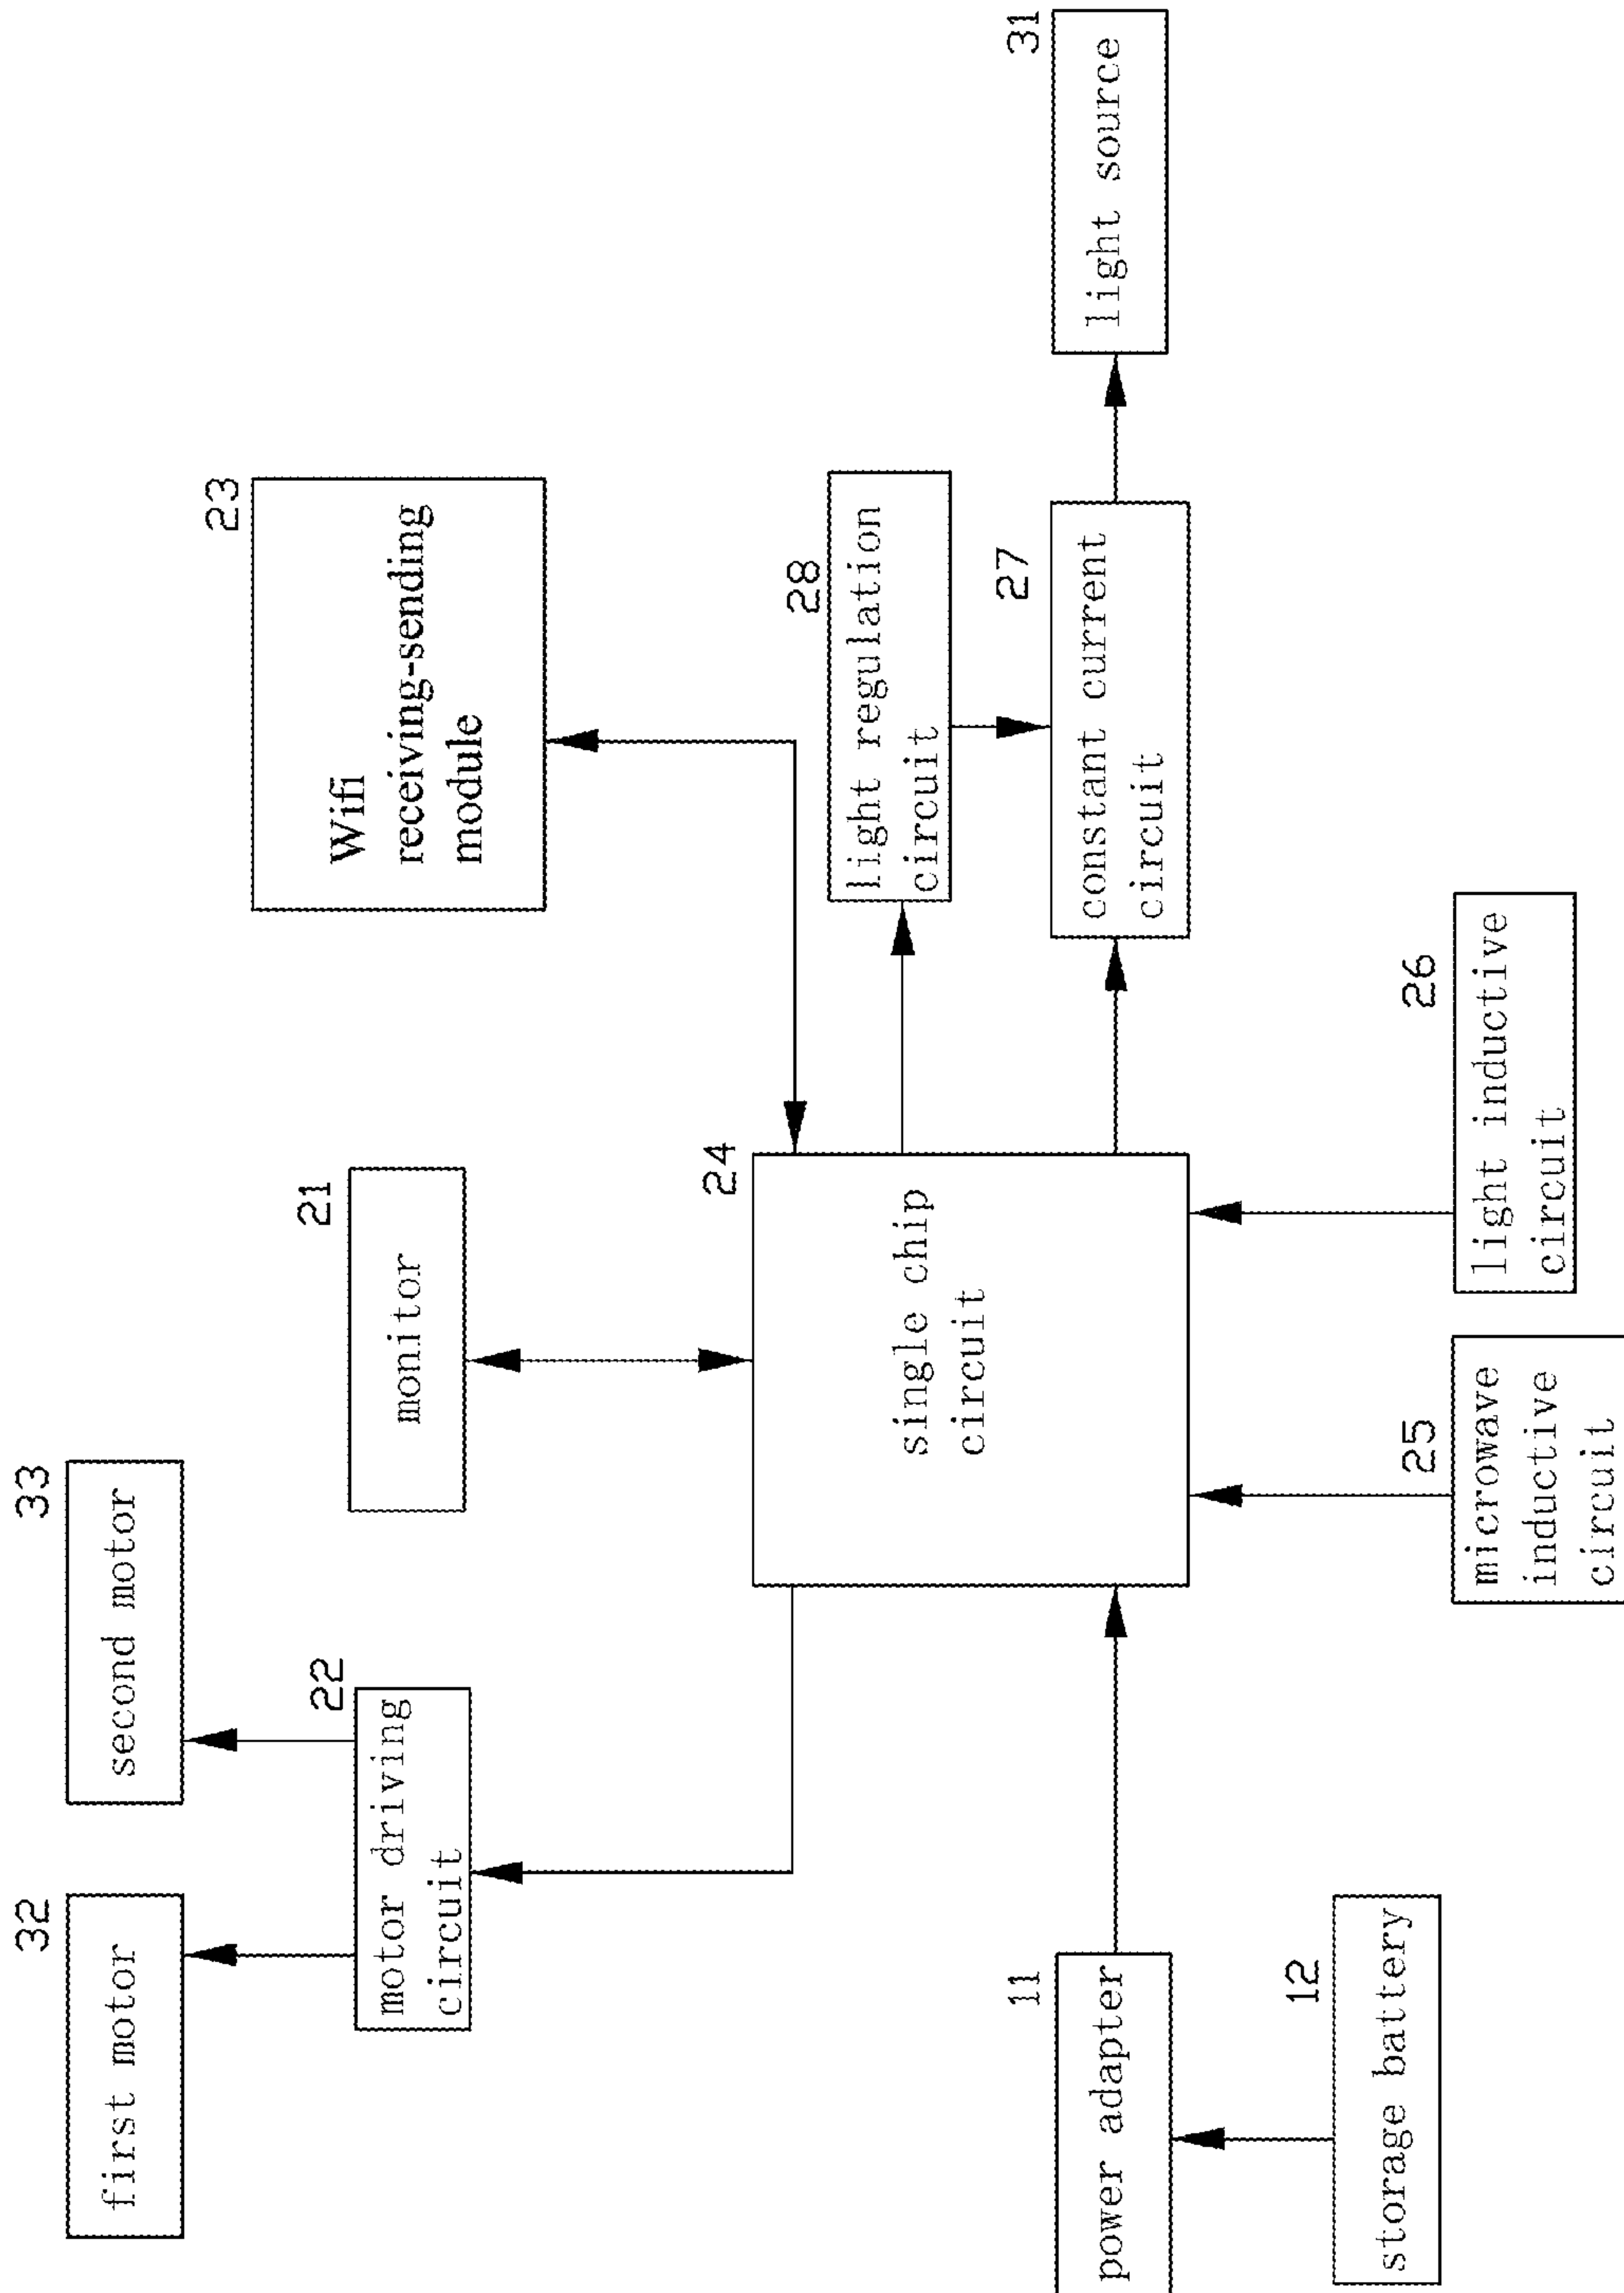 32
first motor
33
second motor
22
motor driving
circuit
21
monitor
23
Wifi
receiving-sending
module
24
single chip
circuit
28
light regulation
circuit
27
constant current
circuit
31
light source
11
power adapter
12
storage battery
25
microwave
inductive
circuit
26
light inductive
circuit